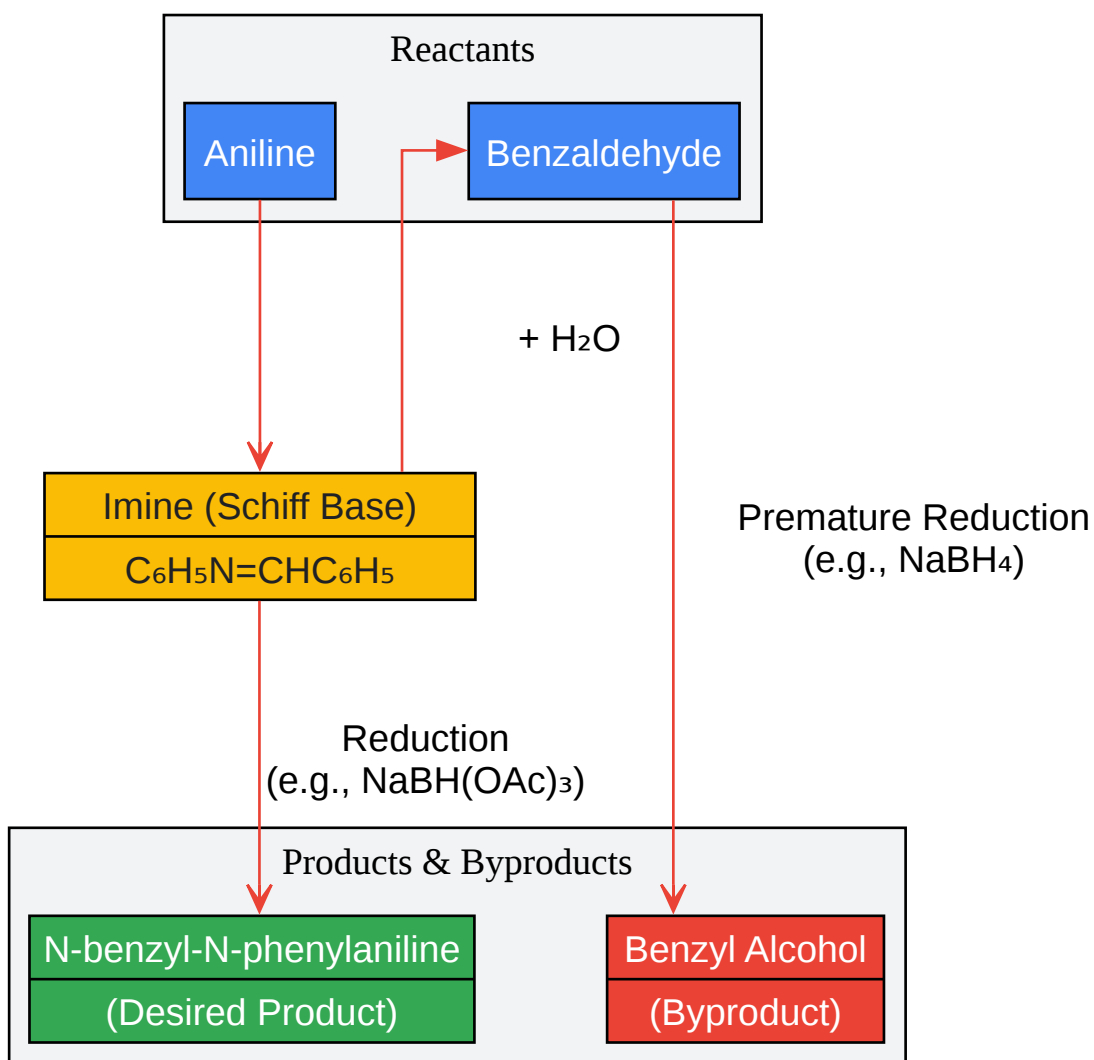 Reactants
Aniline
Benzaldehyde
+ H₂O
Imine (Schiff Base)
C₆H₅N=CHC₆H₅
Premature Reduction
(e.g., NaBH₄)
Reduction
(e.g., NaBH(OAc)₃)
Products & Byproducts
N-benzyl-N-phenylaniline
(Desired Product)
Benzyl Alcohol
(Byproduct)